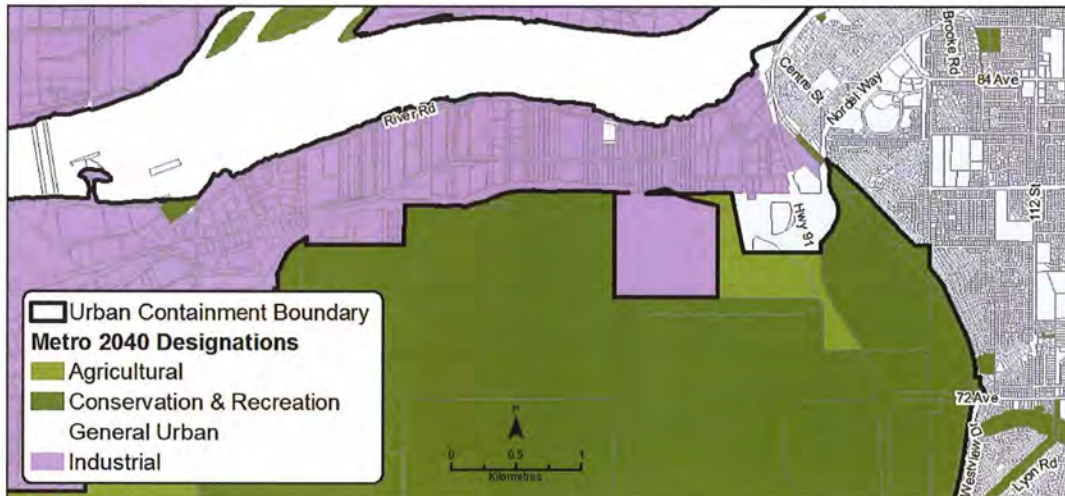 Brooke Rd
84 Ave
Centre St
Nordel Way
River Rd
Hwy 91
112 St
72 Ave
Westview Dr
Lyon Rd
Urban Containment Boundary
Metro 2040 Designations
Agricultural
Conservation & Recreation
General Urban
Industrial
N
0 0.5 1
Kilometres